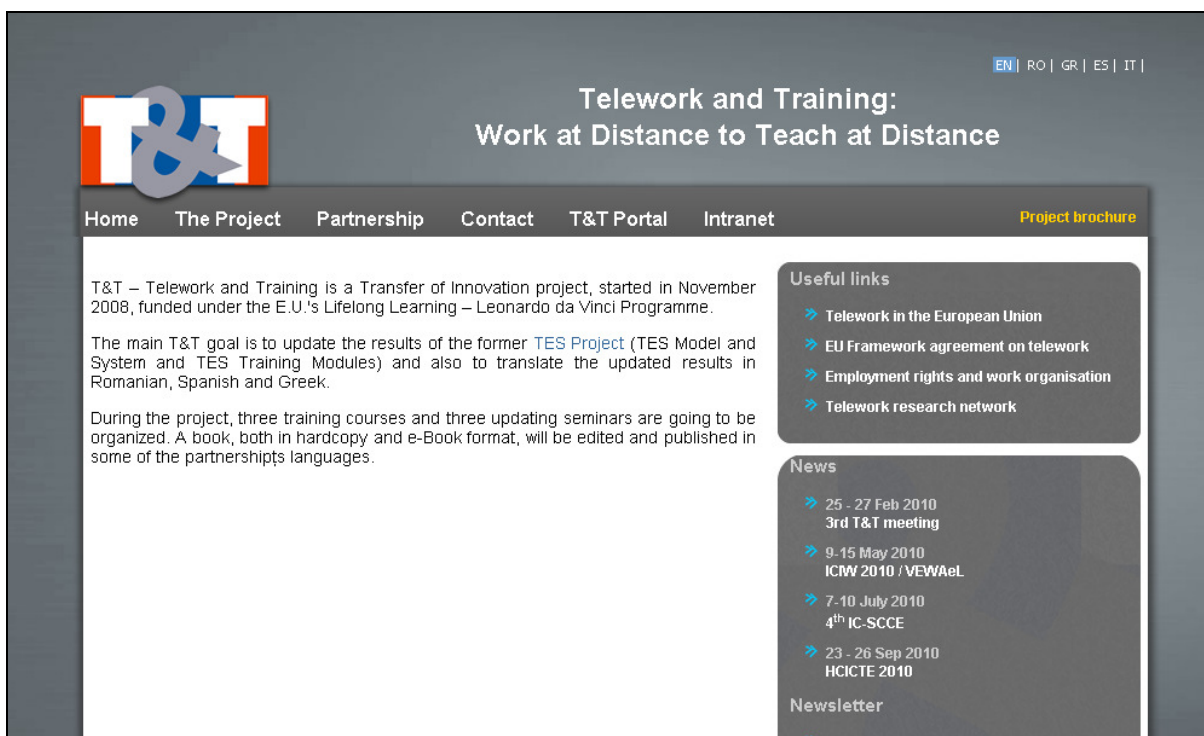 EN| RO| GR| ES| IT|
T&T
Telework and Training:
Work at Distance to Teach at Distance
Home The Project Partnership Contact T&T Portal Intranet Project brochure
T&T – Telework and Training is a Transfer of Innovation project, started in November
2008, funded under the E.U.'s Lifelong Learning – Leonardo da Vinci Programme.
The main T&T goal is to update the results of the former TES Project (TES Model and
System and TES Training Modules) and also to translate the updated results in
Romanian, Spanish and Greek.
During the project, three training courses and three updating seminars are going to be
organized. A book, both in hardcopy and e-Book format, will be edited and published in
some of the partnershipțs languages.
Useful links
Telework in the European Union
EU Framework agreement on telework
Employment rights and work organisation
Telework research network
News
25 - 27 Feb 2010
3rd T&T meeting
9-15 May 2010
ICIW 2010 / VEWAeL
7-10 July 2010
4th IC-SCCE
23 - 26 Sep 2010
HCICTE 2010
Newsletter